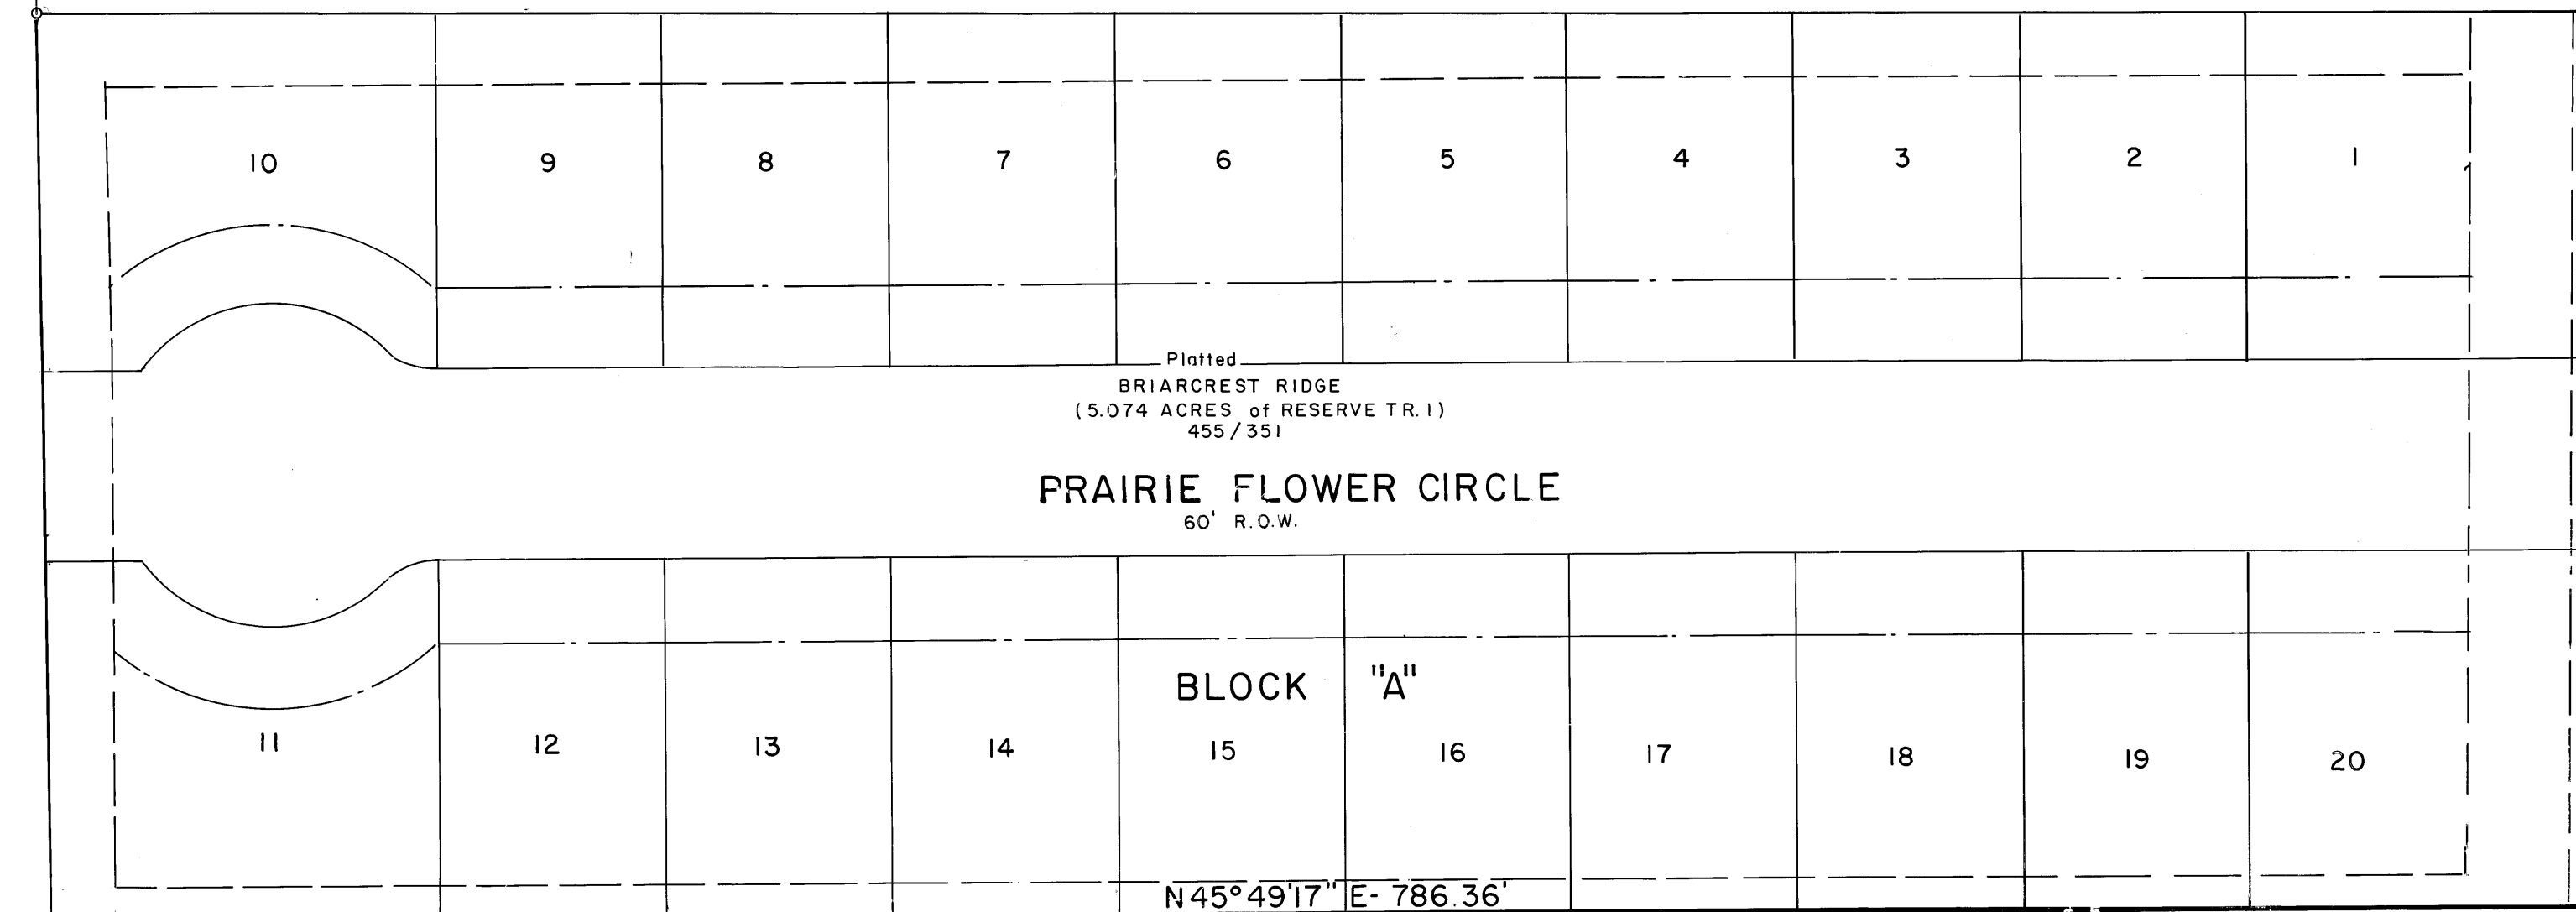 10 9 8 7 6 5 4 3 2 1
Platted
BRIARCREST RIDGE
(5.074 ACRES of RESERVE TR. 1)
455/351
PRAIRIE FLOWER CIRCLE
60' R.O.W.
BLOCK "A"
11 12 13 14 15 16 17 18 19 20
N45°49'17"E- 786.36'